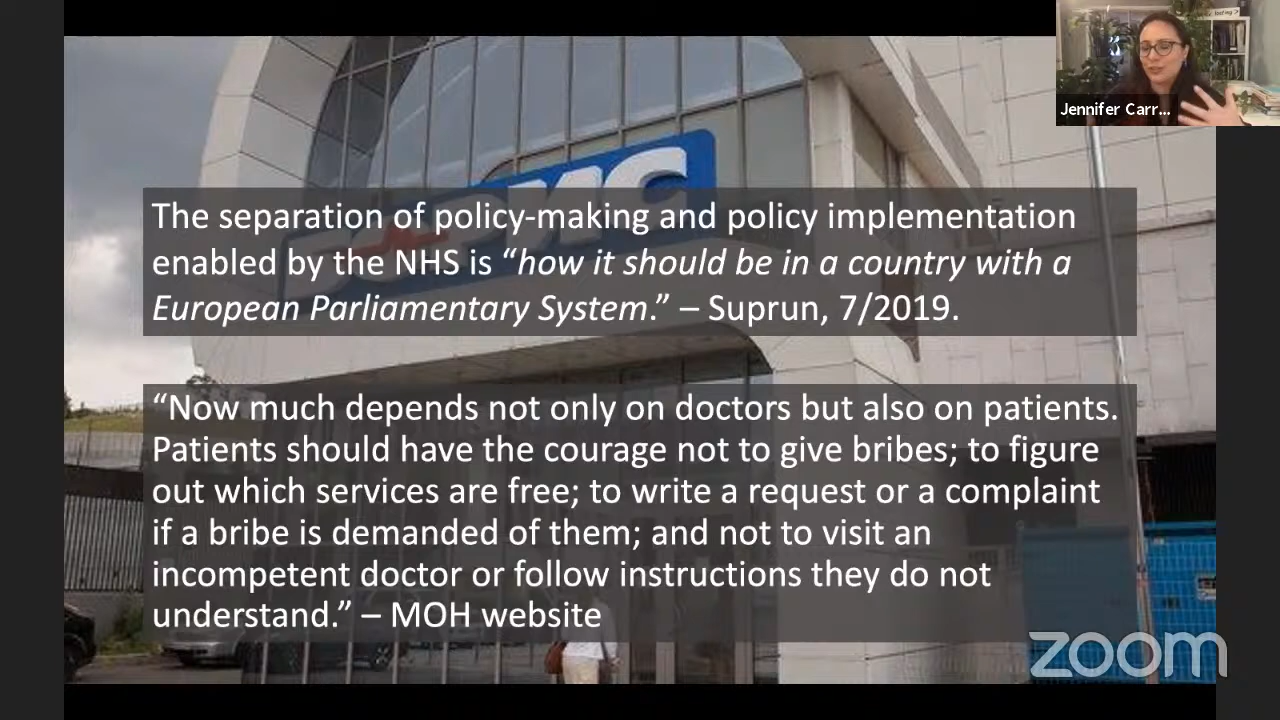 Jennifer Carr...
The separation of policy-making and policy implementation
enabled by the NHS is “how it should be in a country with a
European Parliamentary System.” – Suprun, 7/2019.
“Now much depends not only on doctors but also on patients.
Patients should have the courage not to give bribes; to figure
out which services are free; to write a request or a complaint
if a bribe is demanded of them; and not to visit an
incompetent doctor or follow instructions they do not
understand.” – MOH website
zoom